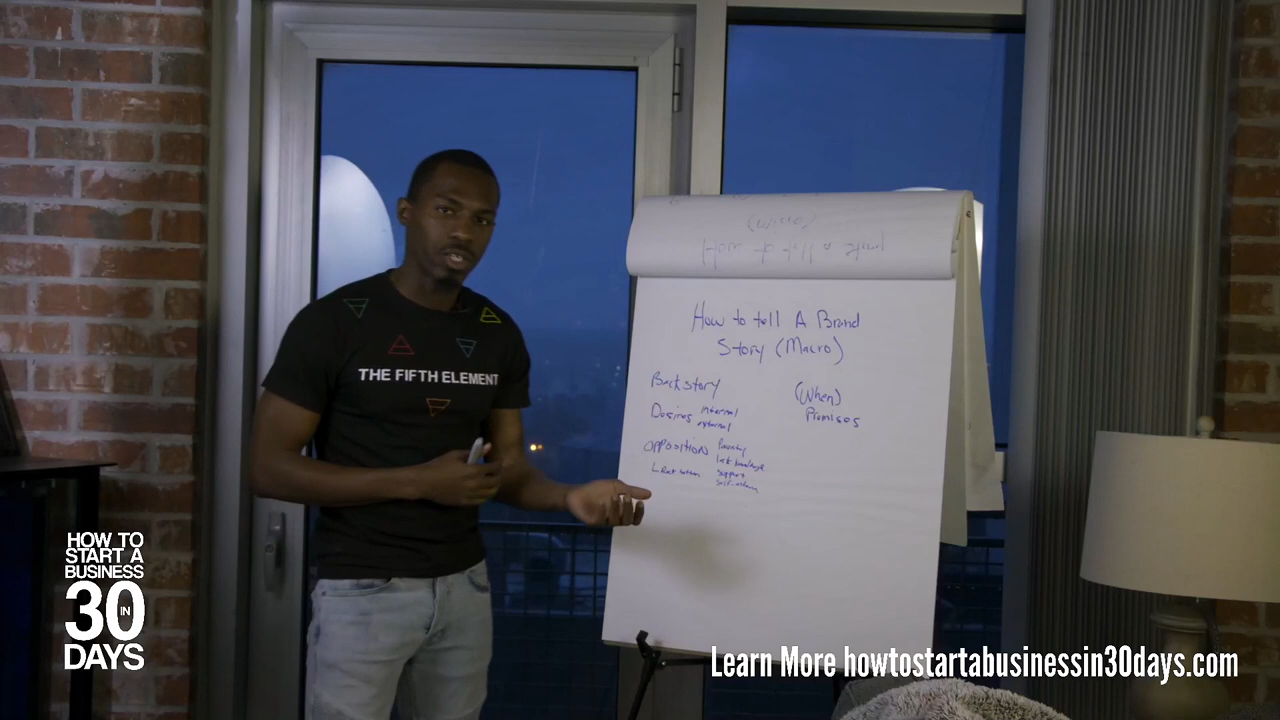 How to tell A Brand
Story (Macro)
Backstory
(When)
Desires internal
external
Promises
OPPOSITION Poverty
lack knowledge
support
THE FIFTH ELEMENT
HOW TO
START A
BUSINESS
30 IN
DAYS
Learn More howtostartabusinessin30days.com